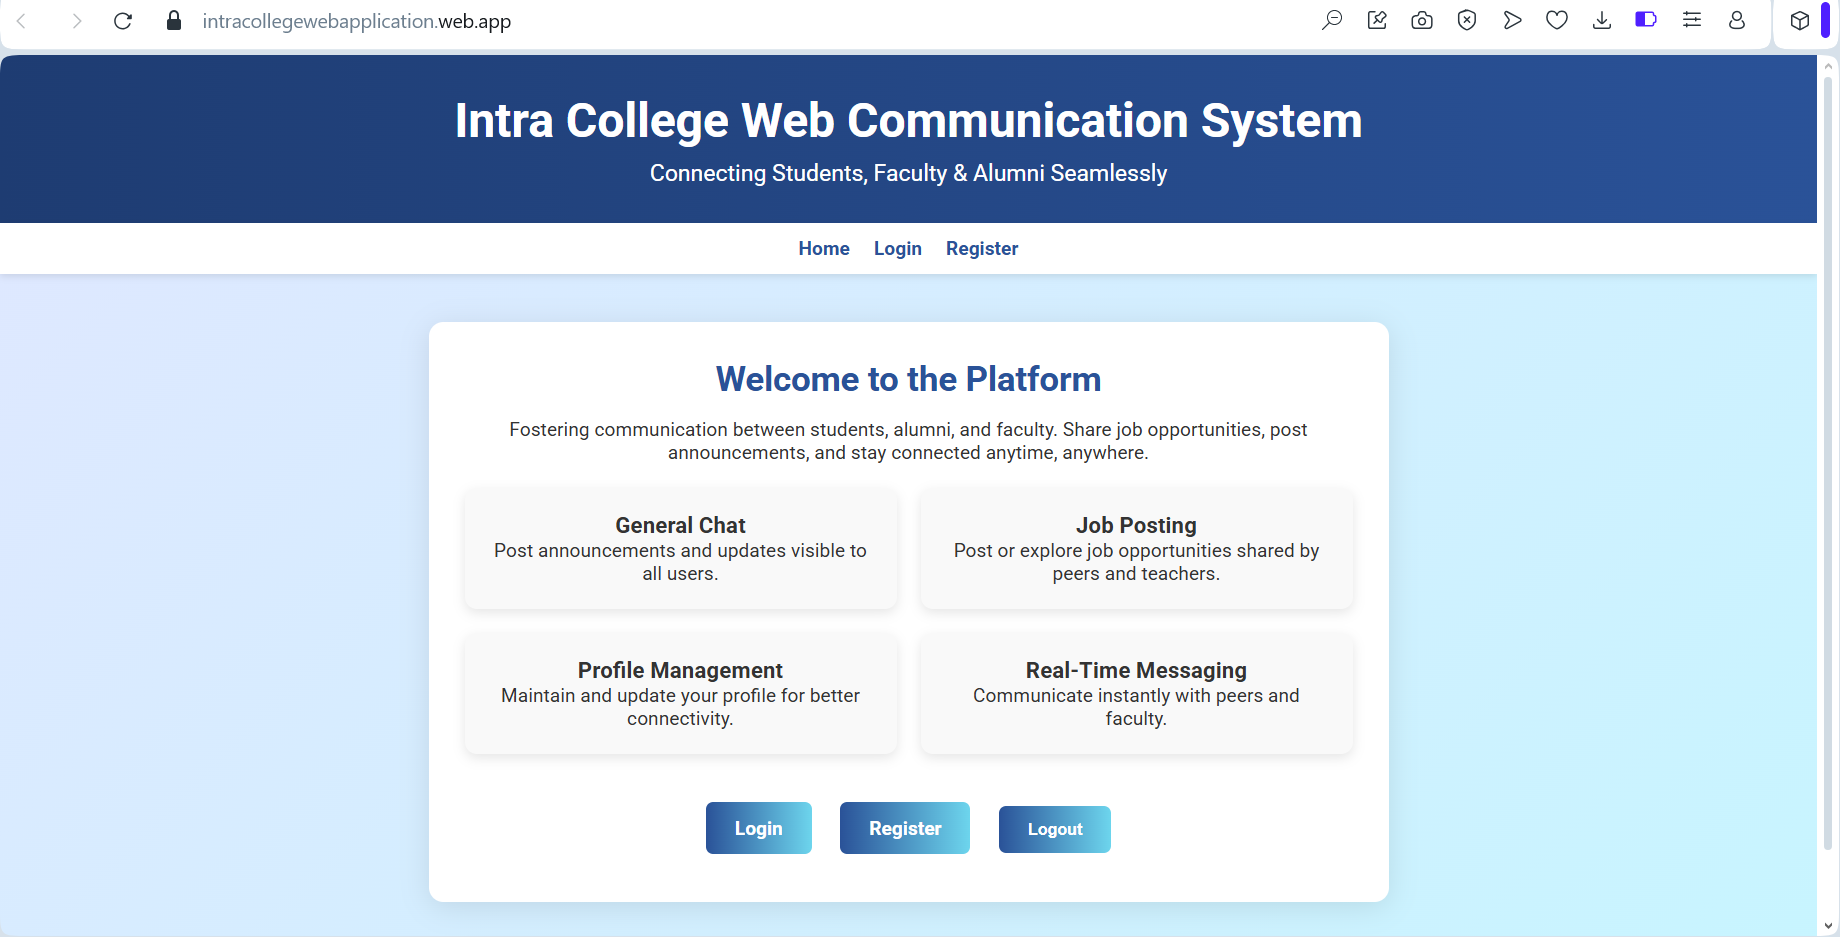 intracollegewebapplication.web.app
Intra College Web Communication System
Connecting Students, Faculty & Alumni Seamlessly
Home Login Register
Welcome to the Platform
Fostering communication between students, alumni, and faculty. Share job opportunities, post
announcements, and stay connected anytime, anywhere.
General Chat
Post announcements and updates visible to
all users.
Job Posting
Post or explore job opportunities shared by
peers and teachers.
Profile Management
Maintain and update your profile for better
connectivity.
Real-Time Messaging
Communicate instantly with peers and
faculty.
Login Register Logout